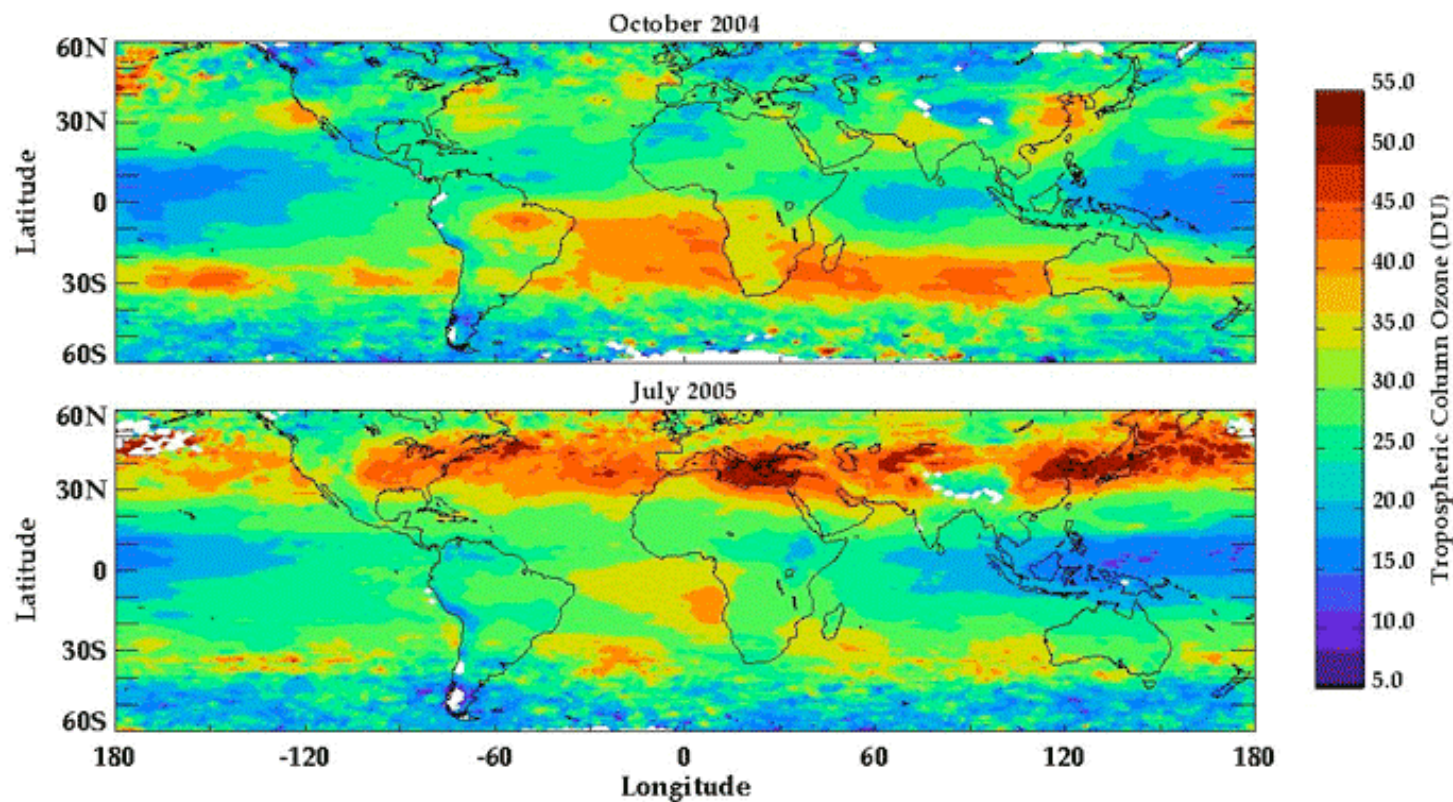 October 2004
60N
30N
0
30S
60S
Latitude
July 2005
60N
30N
0
30S
60S
Latitude
180 -120 -60 0 60 120 180
Longitude
55.0
50.0
45.0
40.0
35.0
30.0
25.0
20.0
15.0
10.0
5.0
Tropospheric Column Ozone (DU)